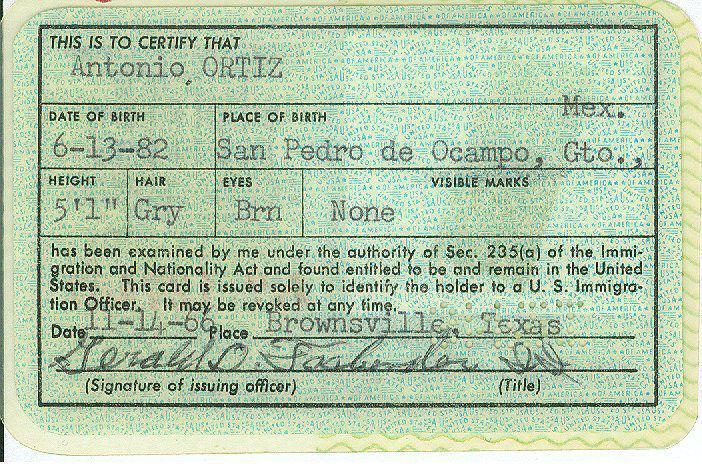 THIS IS TO CERTIFY THAT
Antonio ORTIZ
DATE OF BIRTH PLACE OF BIRTH Mex.
6-13-82 San Pedro de Ocampo, Gto.,
HEIGHT HAIR EYES VISIBLE MARKS
5'1" Gry Brn None
has been examined by me under the authority of Sec. 235(a) of the Immi-
gration and Nationality Act and found entitled to be and remain in the United
States. This card is issued solely to identify the holder to a U. S. Immigra-
tion Officer. It may be revoked at any time.
Date 11-14-66 Place Brownsville, Texas
Gerald
(Signature of issuing officer) (Title)